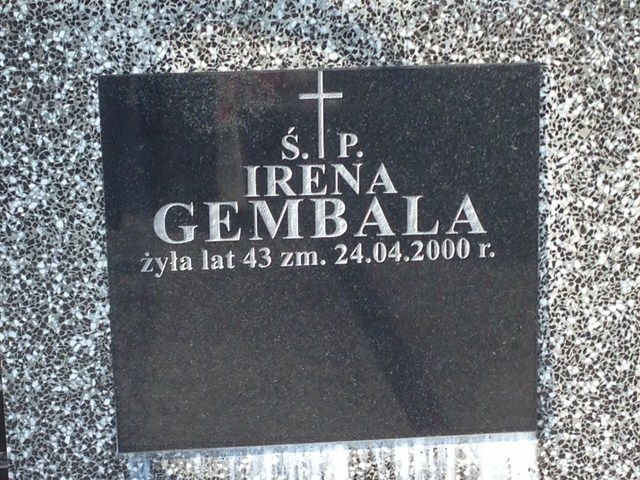 Ś. P.
IRENA
GEMBALA
żyła lat 43 zm. 24.04.2000 r.